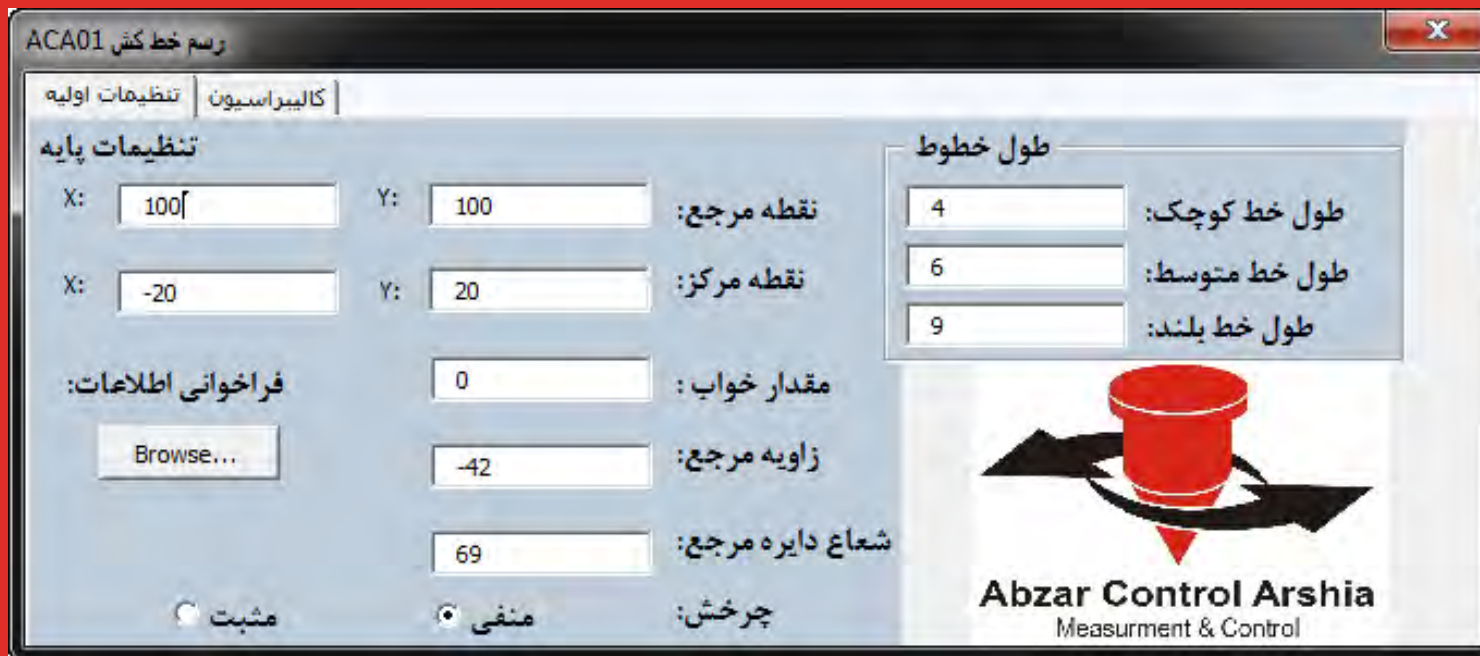 رسم خط کش ACA01
تنظیمات اولیه
کالیبراسیون
تنظیمات پایه
X: 100 Y: 100 نقطه مرجع:
X: -20 Y: 20 نقطه مرکز:
فراخوانی اطلاعات:
Browse...
مقدار خواب : 0
زاویه مرجع: -42
شعاع دایره مرجع: 69
چرخش: منفی مثبت
طول خطوط
طول خط کوچک: 4
طول خط متوسط: 6
طول خط بلند: 9
Abzar Control Arshia
Measurment & Control